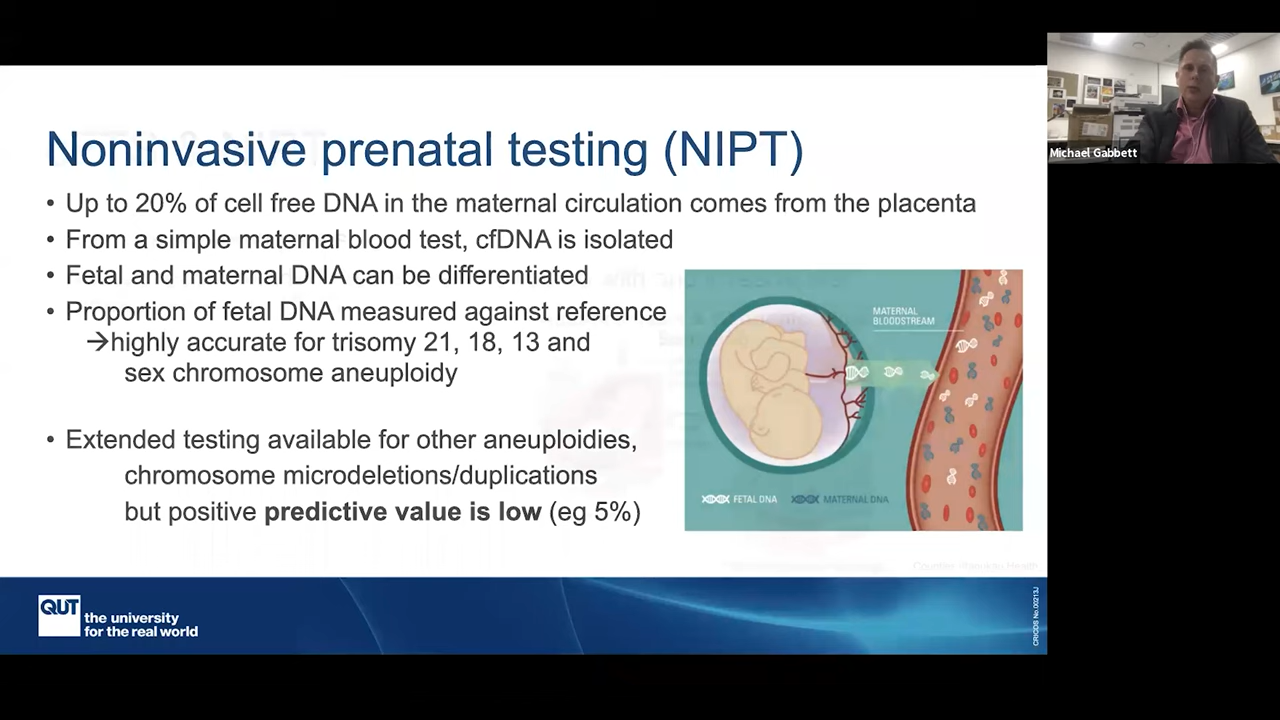 Noninvasive prenatal testing (NIPT)
• Up to 20% of cell free DNA in the maternal circulation comes from the placenta
• From a simple maternal blood test, cfDNA is isolated
• Fetal and maternal DNA can be differentiated
• Proportion of fetal DNA measured against reference
→highly accurate for trisomy 21, 18, 13 and
sex chromosome aneuploidy
• Extended testing available for other aneuploidies,
chromosome microdeletions/duplications
but positive predictive value is low (eg 5%)
MATERNAL
BLOODSTREAM
FETAL DNA
MATERNAL DNA
QUT
the university
for the real world
CRICOS No.00213J
Michael Gabbett